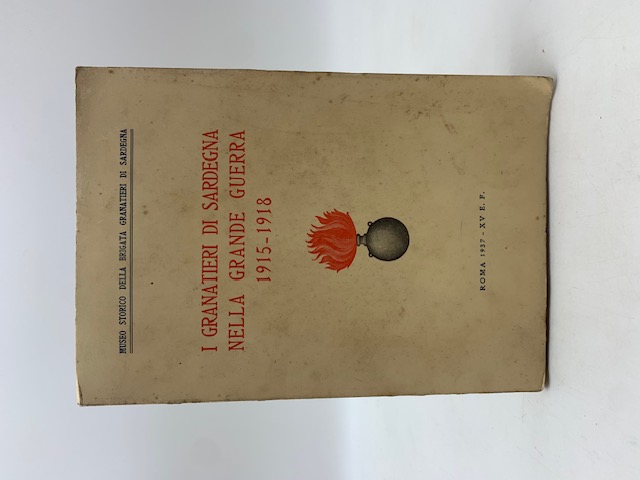 MUSEO STORICO DELLA BRIGATA GRANATIERI DI SARDEGNA
I GRANATIERI DI SARDEGNA
NELLA GRANDE GUERRA
1915-1918
ROMA 1937 - XV E. F.